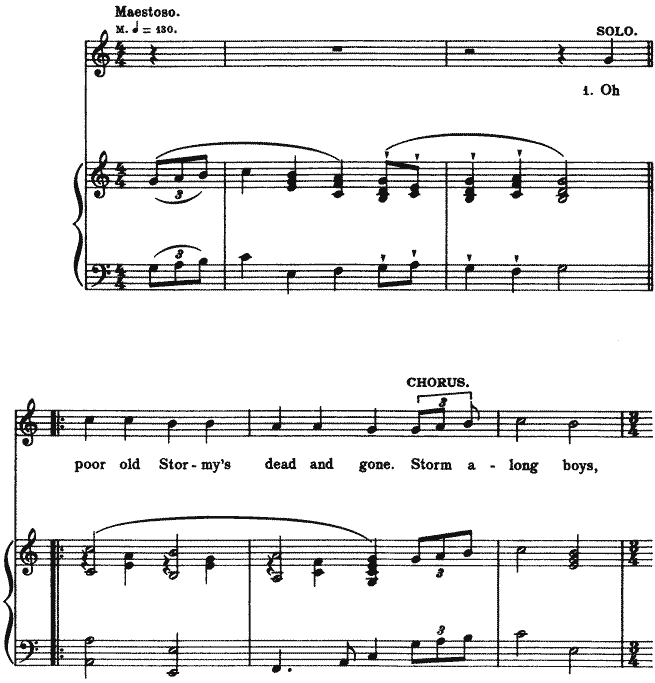 Maestoso.
M. ♩ = 130.
SOLO.
1. Oh
3
3
CHORUS.
3
poor old Stor - my's dead and gone. Storm a - long boys,
3
3